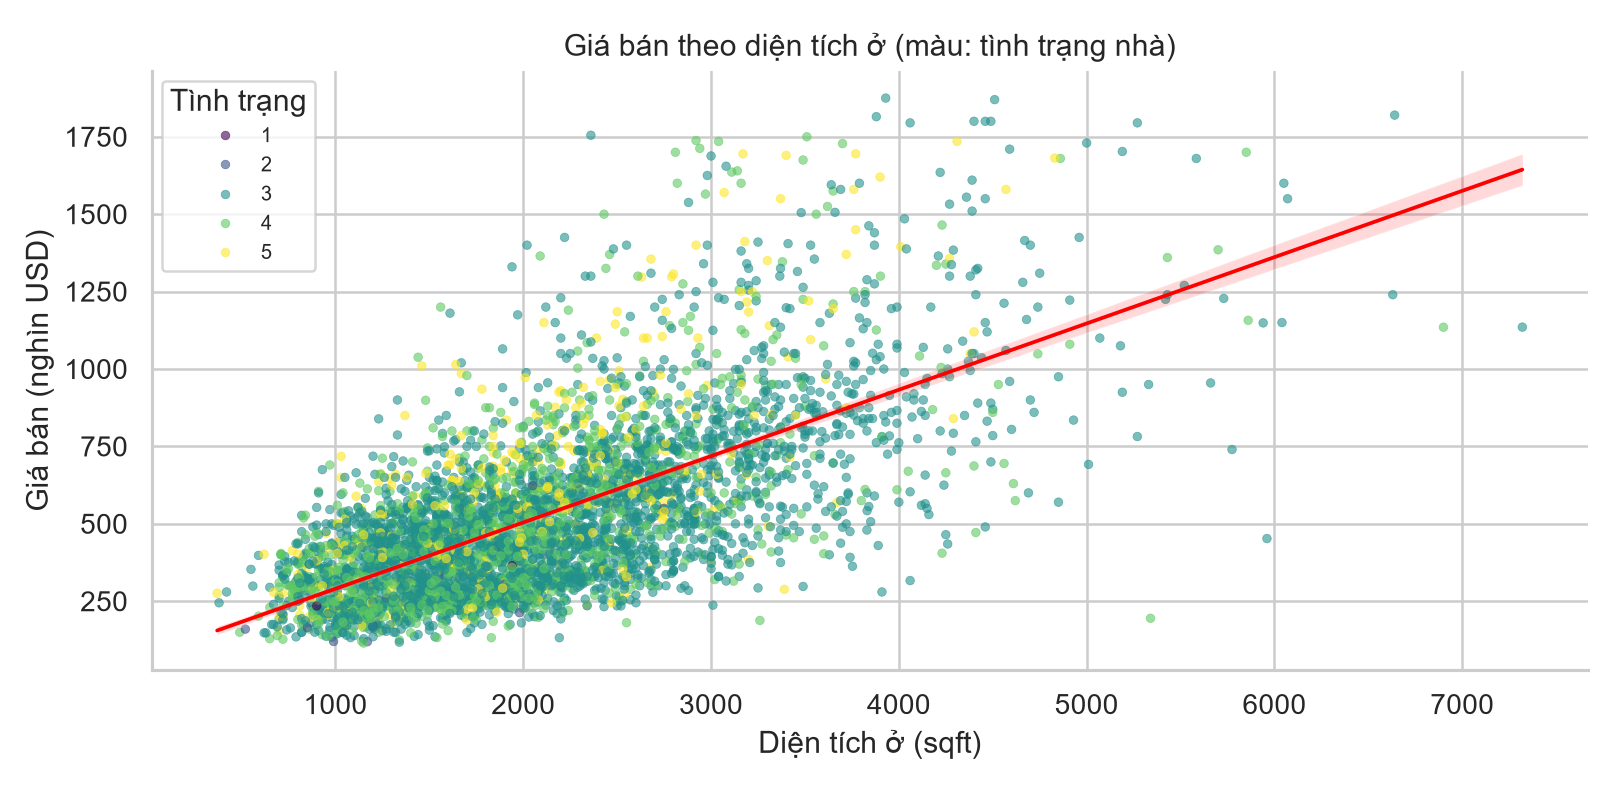 Giá bán theo diện tích ở (màu: tình trạng nhà)
Tình trạng
1
2
3
4
5
Giá bán (nghìn USD)
1750
1500
1250
1000
750
500
250
1000 2000 3000 4000 5000 6000 7000
Diện tích ở (sqft)